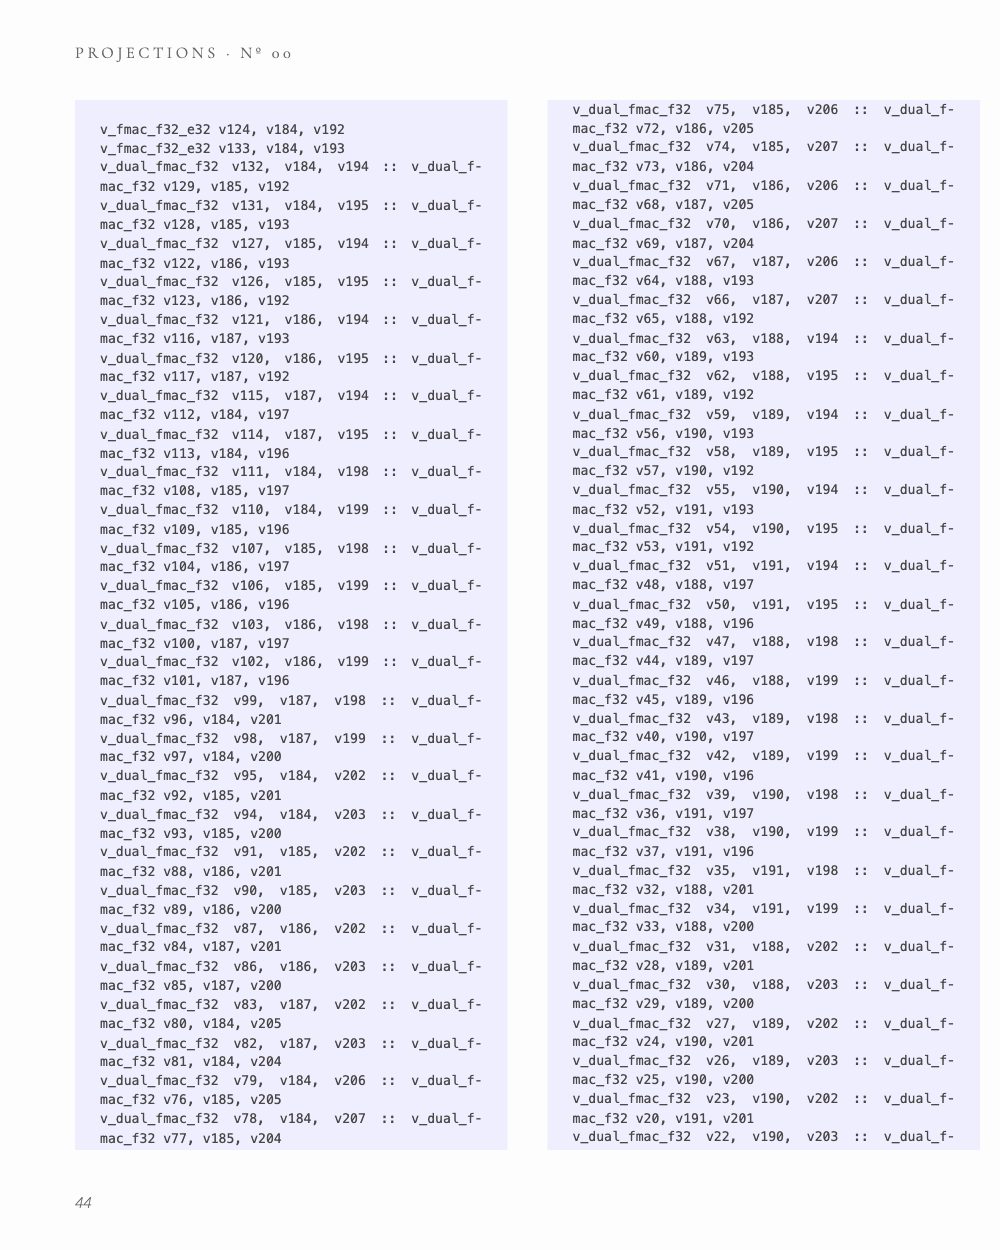 PROJECTIONS · Nº 00
v_fmac_f32_e32 v124, v184, v192
v_fmac_f32_e32 v133, v184, v193
v_dual_fmac_f32 v132, v184, v194 :: v_dual_f-
mac_f32 v129, v185, v192
v_dual_fmac_f32 v131, v184, v195 :: v_dual_f-
mac_f32 v128, v185, v193
v_dual_fmac_f32 v127, v185, v194 :: v_dual_f-
mac_f32 v122, v186, v193
v_dual_fmac_f32 v126, v185, v195 :: v_dual_f-
mac_f32 v123, v186, v192
v_dual_fmac_f32 v121, v186, v194 :: v_dual_f-
mac_f32 v116, v187, v193
v_dual_fmac_f32 v120, v186, v195 :: v_dual_f-
mac_f32 v117, v187, v192
v_dual_fmac_f32 v115, v187, v194 :: v_dual_f-
mac_f32 v112, v184, v197
v_dual_fmac_f32 v114, v187, v195 :: v_dual_f-
mac_f32 v113, v184, v196
v_dual_fmac_f32 v111, v184, v198 :: v_dual_f-
mac_f32 v108, v185, v197
v_dual_fmac_f32 v110, v184, v199 :: v_dual_f-
mac_f32 v109, v185, v196
v_dual_fmac_f32 v107, v185, v198 :: v_dual_f-
mac_f32 v104, v186, v197
v_dual_fmac_f32 v106, v185, v199 :: v_dual_f-
mac_f32 v105, v186, v196
v_dual_fmac_f32 v103, v186, v198 :: v_dual_f-
mac_f32 v100, v187, v197
v_dual_fmac_f32 v102, v186, v199 :: v_dual_f-
mac_f32 v101, v187, v196
v_dual_fmac_f32 v99, v187, v198 :: v_dual_f-
mac_f32 v96, v184, v201
v_dual_fmac_f32 v98, v187, v199 :: v_dual_f-
mac_f32 v97, v184, v200
v_dual_fmac_f32 v95, v184, v202 :: v_dual_f-
mac_f32 v92, v185, v201
v_dual_fmac_f32 v94, v184, v203 :: v_dual_f-
mac_f32 v93, v185, v200
v_dual_fmac_f32 v91, v185, v202 :: v_dual_f-
mac_f32 v88, v186, v201
v_dual_fmac_f32 v90, v185, v203 :: v_dual_f-
mac_f32 v89, v186, v200
v_dual_fmac_f32 v87, v186, v202 :: v_dual_f-
mac_f32 v84, v187, v201
v_dual_fmac_f32 v86, v186, v203 :: v_dual_f-
mac_f32 v85, v187, v200
v_dual_fmac_f32 v83, v187, v202 :: v_dual_f-
mac_f32 v80, v184, v205
v_dual_fmac_f32 v82, v187, v203 :: v_dual_f-
mac_f32 v81, v184, v204
v_dual_fmac_f32 v79, v184, v206 :: v_dual_f-
mac_f32 v76, v185, v205
v_dual_fmac_f32 v78, v184, v207 :: v_dual_f-
mac_f32 v77, v185, v204
v_dual_fmac_f32 v75, v185, v206 :: v_dual_f-
mac_f32 v72, v186, v205
v_dual_fmac_f32 v74, v185, v207 :: v_dual_f-
mac_f32 v73, v186, v204
v_dual_fmac_f32 v71, v186, v206 :: v_dual_f-
mac_f32 v68, v187, v205
v_dual_fmac_f32 v70, v186, v207 :: v_dual_f-
mac_f32 v69, v187, v204
v_dual_fmac_f32 v67, v187, v206 :: v_dual_f-
mac_f32 v64, v188, v193
v_dual_fmac_f32 v66, v187, v207 :: v_dual_f-
mac_f32 v65, v188, v192
v_dual_fmac_f32 v63, v188, v194 :: v_dual_f-
mac_f32 v60, v189, v193
v_dual_fmac_f32 v62, v188, v195 :: v_dual_f-
mac_f32 v61, v189, v192
v_dual_fmac_f32 v59, v189, v194 :: v_dual_f-
mac_f32 v56, v190, v193
v_dual_fmac_f32 v58, v189, v195 :: v_dual_f-
mac_f32 v57, v190, v192
v_dual_fmac_f32 v55, v190, v194 :: v_dual_f-
mac_f32 v52, v191, v193
v_dual_fmac_f32 v54, v190, v195 :: v_dual_f-
mac_f32 v53, v191, v192
v_dual_fmac_f32 v51, v191, v194 :: v_dual_f-
mac_f32 v48, v188, v197
v_dual_fmac_f32 v50, v191, v195 :: v_dual_f-
mac_f32 v49, v188, v196
v_dual_fmac_f32 v47, v188, v198 :: v_dual_f-
mac_f32 v44, v189, v197
v_dual_fmac_f32 v46, v188, v199 :: v_dual_f-
mac_f32 v45, v189, v196
v_dual_fmac_f32 v43, v189, v198 :: v_dual_f-
mac_f32 v40, v190, v197
v_dual_fmac_f32 v42, v189, v199 :: v_dual_f-
mac_f32 v41, v190, v196
v_dual_fmac_f32 v39, v190, v198 :: v_dual_f-
mac_f32 v36, v191, v197
v_dual_fmac_f32 v38, v190, v199 :: v_dual_f-
mac_f32 v37, v191, v196
v_dual_fmac_f32 v35, v191, v198 :: v_dual_f-
mac_f32 v32, v188, v201
v_dual_fmac_f32 v34, v191, v199 :: v_dual_f-
mac_f32 v33, v188, v200
v_dual_fmac_f32 v31, v188, v202 :: v_dual_f-
mac_f32 v28, v189, v201
v_dual_fmac_f32 v30, v188, v203 :: v_dual_f-
mac_f32 v29, v189, v200
v_dual_fmac_f32 v27, v189, v202 :: v_dual_f-
mac_f32 v24, v190, v201
v_dual_fmac_f32 v26, v189, v203 :: v_dual_f-
mac_f32 v25, v190, v200
v_dual_fmac_f32 v23, v190, v202 :: v_dual_f-
mac_f32 v20, v191, v201
v_dual_fmac_f32 v22, v190, v203 :: v_dual_f-
44